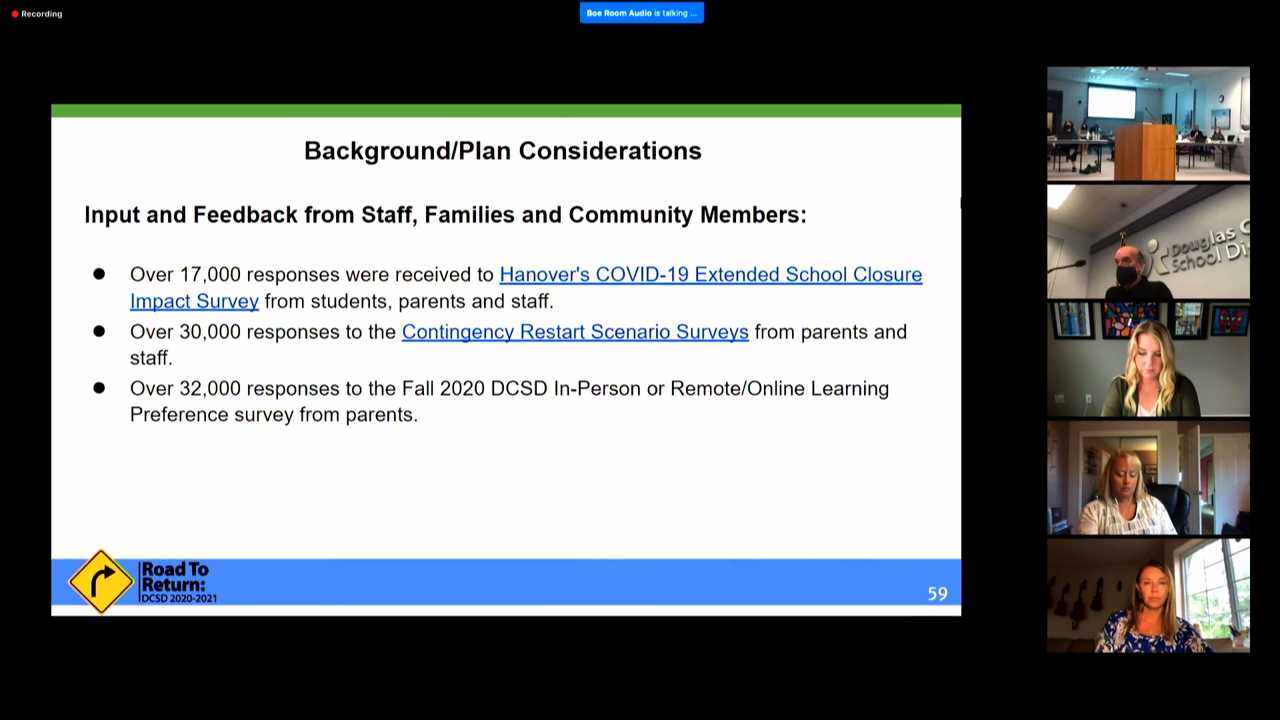 Recording
Boe Room Audio is talking ...
Background/Plan Considerations
Input and Feedback from Staff, Families and Community Members:
● Over 17,000 responses were received to Hanover's COVID-19 Extended School Closure
Impact Survey from students, parents and staff.
● Over 30,000 responses to the Contingency Restart Scenario Surveys from parents and
staff.
● Over 32,000 responses to the Fall 2020 DCSD In-Person or Remote/Online Learning
Preference survey from parents.
Road To
Return:
DCSD 2020-2021
59
Douglas C
School Di